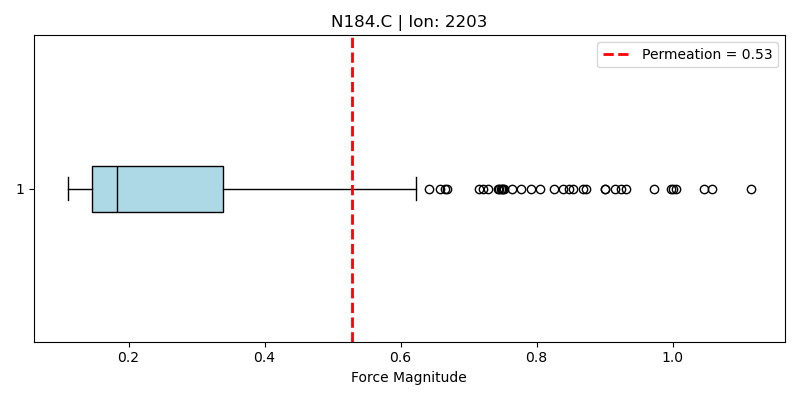 N184.C | Ion: 2203
Permeation = 0.53
1
0.2 0.4 0.6 0.8 1.0
Force Magnitude